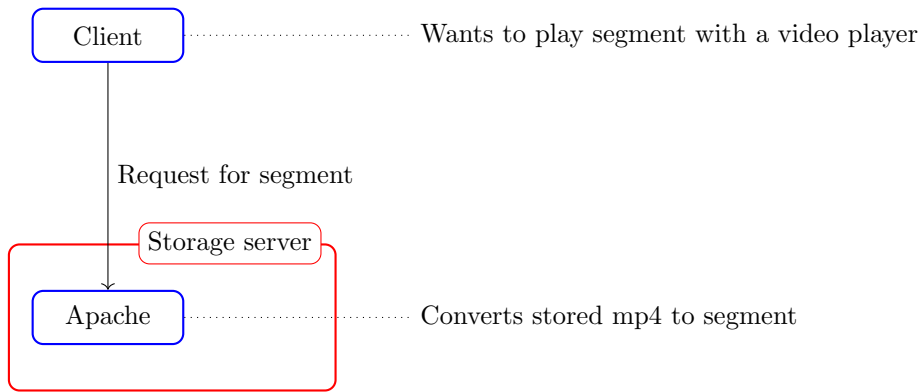 Client
Wants to play segment with a video player
Request for segment
Storage server
Apache
Converts stored mp4 to segment